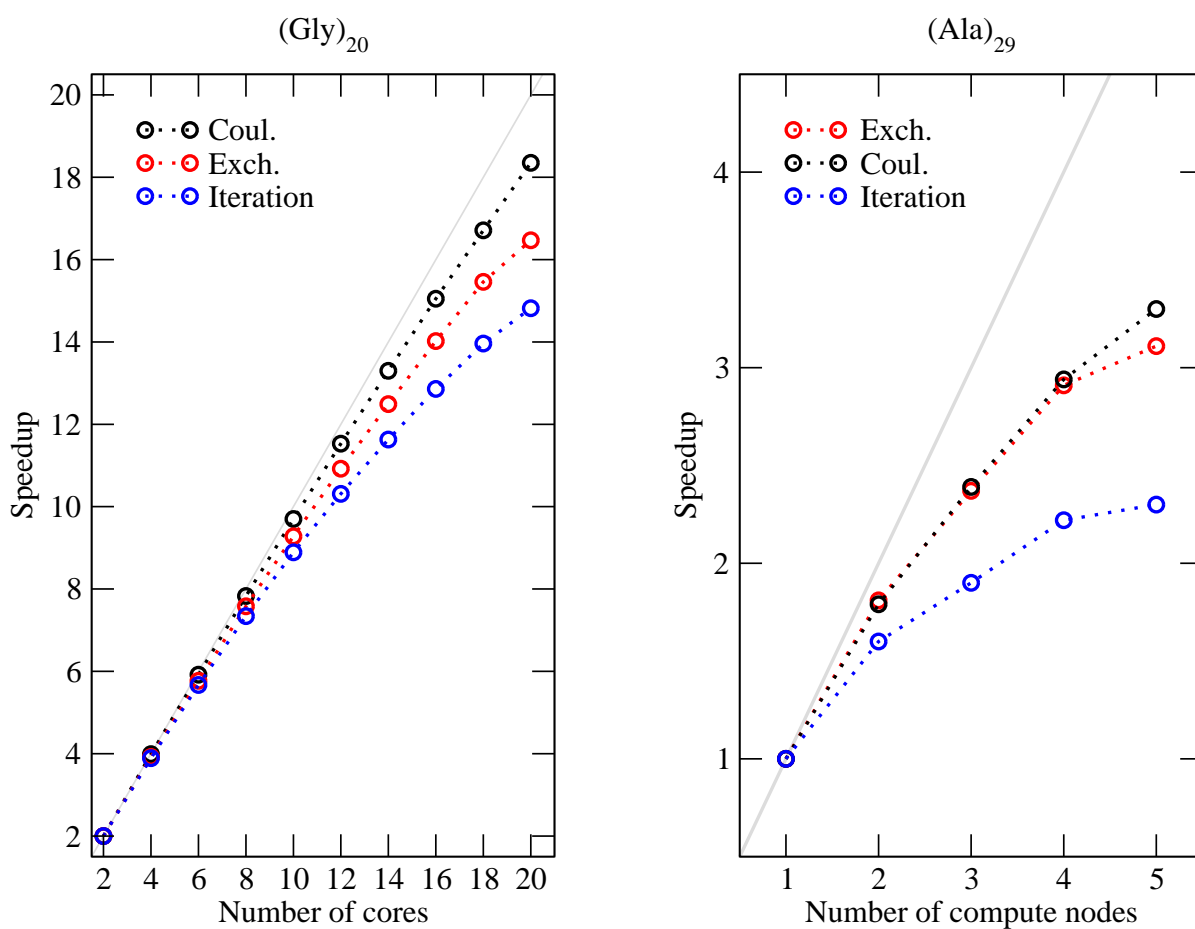 (Gly)20
20
18
16
14
12
10
8
6
4
2
Speedup
Coul.
Exch.
Iteration
2 4 6 8 10 12 14 16 18 20
Number of cores
(Ala)29
4
3
2
1
Speedup
Exch.
Coul.
Iteration
1 2 3 4 5
Number of compute nodes